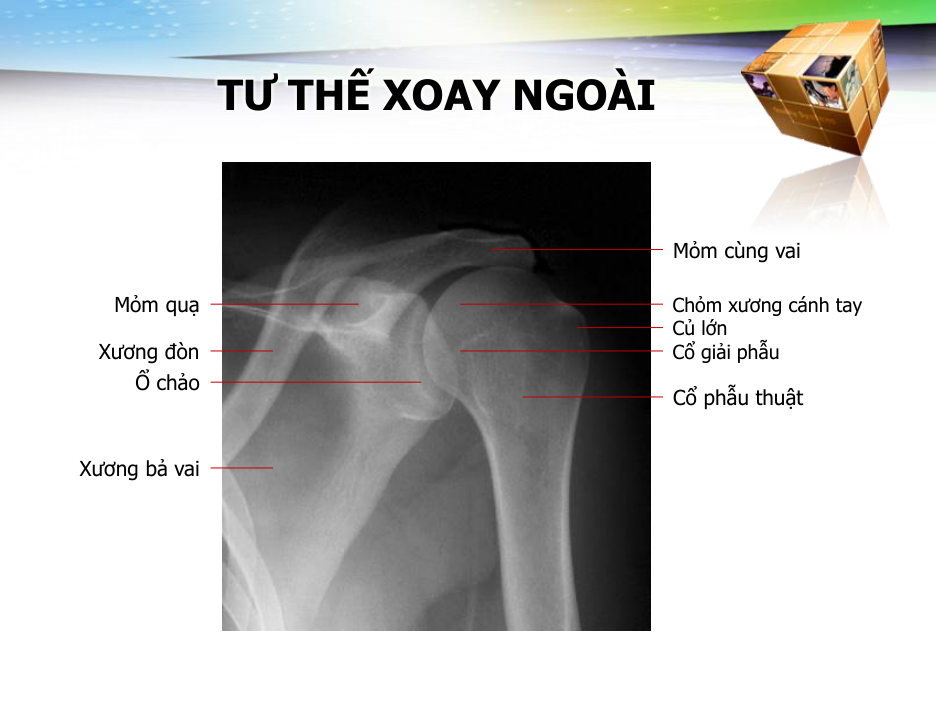 TƯ THẾ XOAY NGOÀI
Mỏm cùng vai
Mỏm quạ
Chỏm xương cánh tay
Củ lớn
Xương đòn
Cổ giải phẫu
Ổ chảo
Cổ phẫu thuật
Xương bả vai